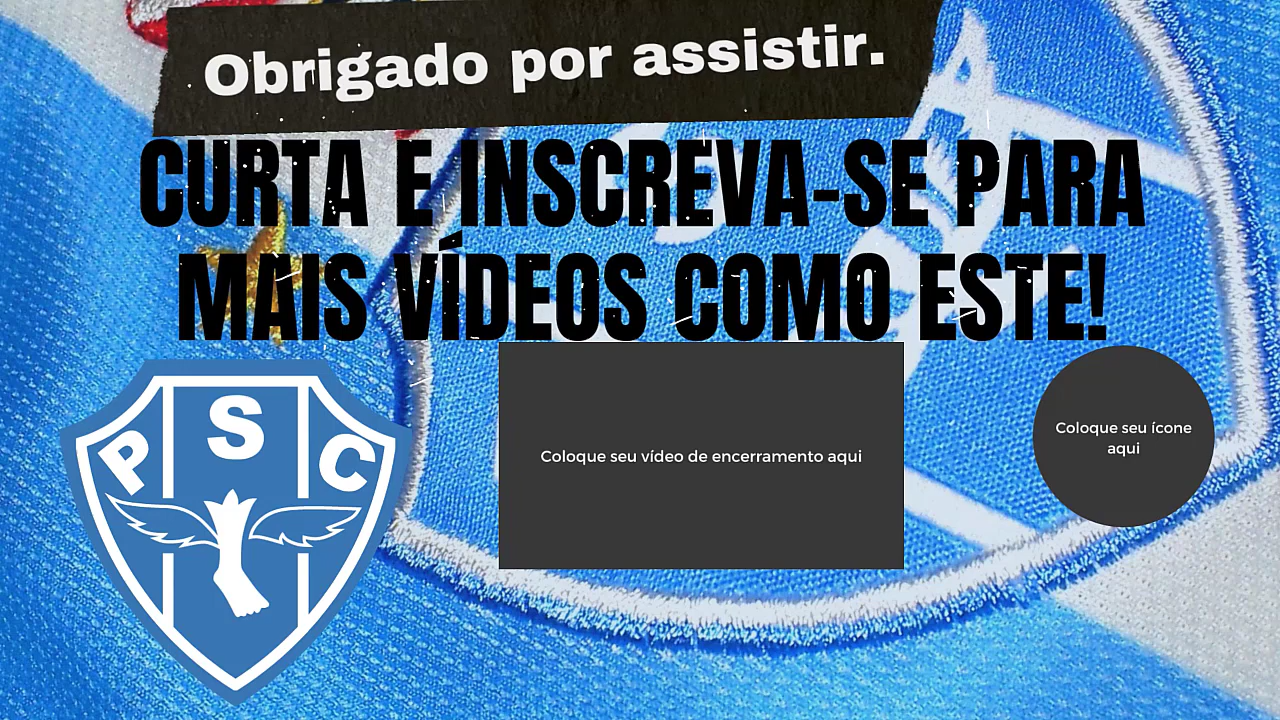 Obrigado por assistir.
CURTA E INSCREVA-SE PARA
MAIS VÍDEOS COMO ESTE!
P S C
Coloque seu vídeo de encerramento aqui
Coloque seu ícone
aqui